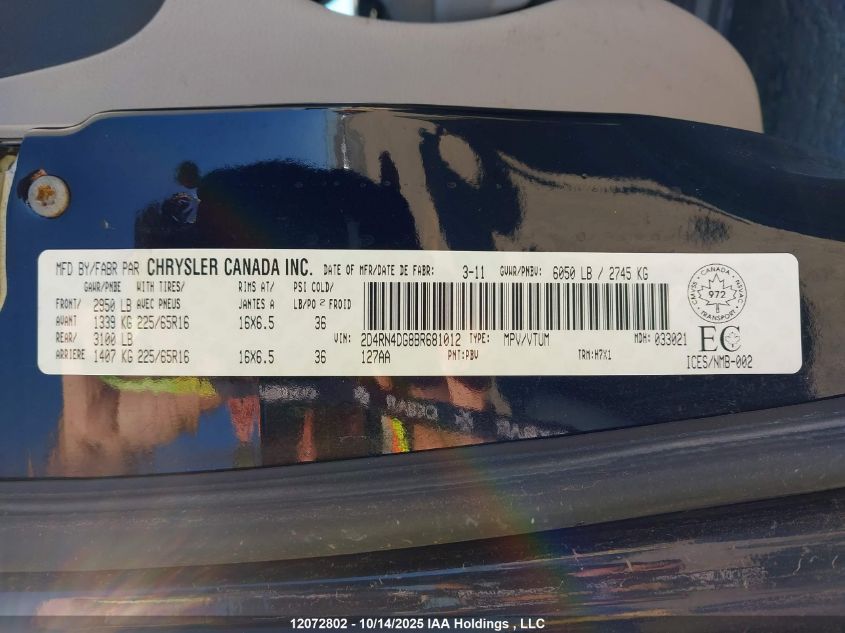 MFD BY/FABR PAR CHRYSLER CANADA INC. DATE OF MFR/DATE DE FABR: 3-11 GVWR/PNBV: 6050 LB / 2745 KG
GAWR/PNBE WITH TIRES/ RIMS AT/ PSI COLD/
FRONT/ 2950 LB AVEC PNEUS JANTES A LB/PO2 FROID
AVANT 1339 KG 225/65R16 16X6.5 36
REAR/ 3100 LB
ARRIERE 1407 KG 225/65R16 16X6.5 36
VIN: 2D4RN4DG8BR681012 TYPE: MPV/VTUM MDH: 033021
127AA PNT:PBV TRM:H7X1
CANADA
CMVSS NSVAC
972
TRANSPORT
EC
ICES/NMB-002
12072802 - 10/14/2025 IAA Holdings , LLC